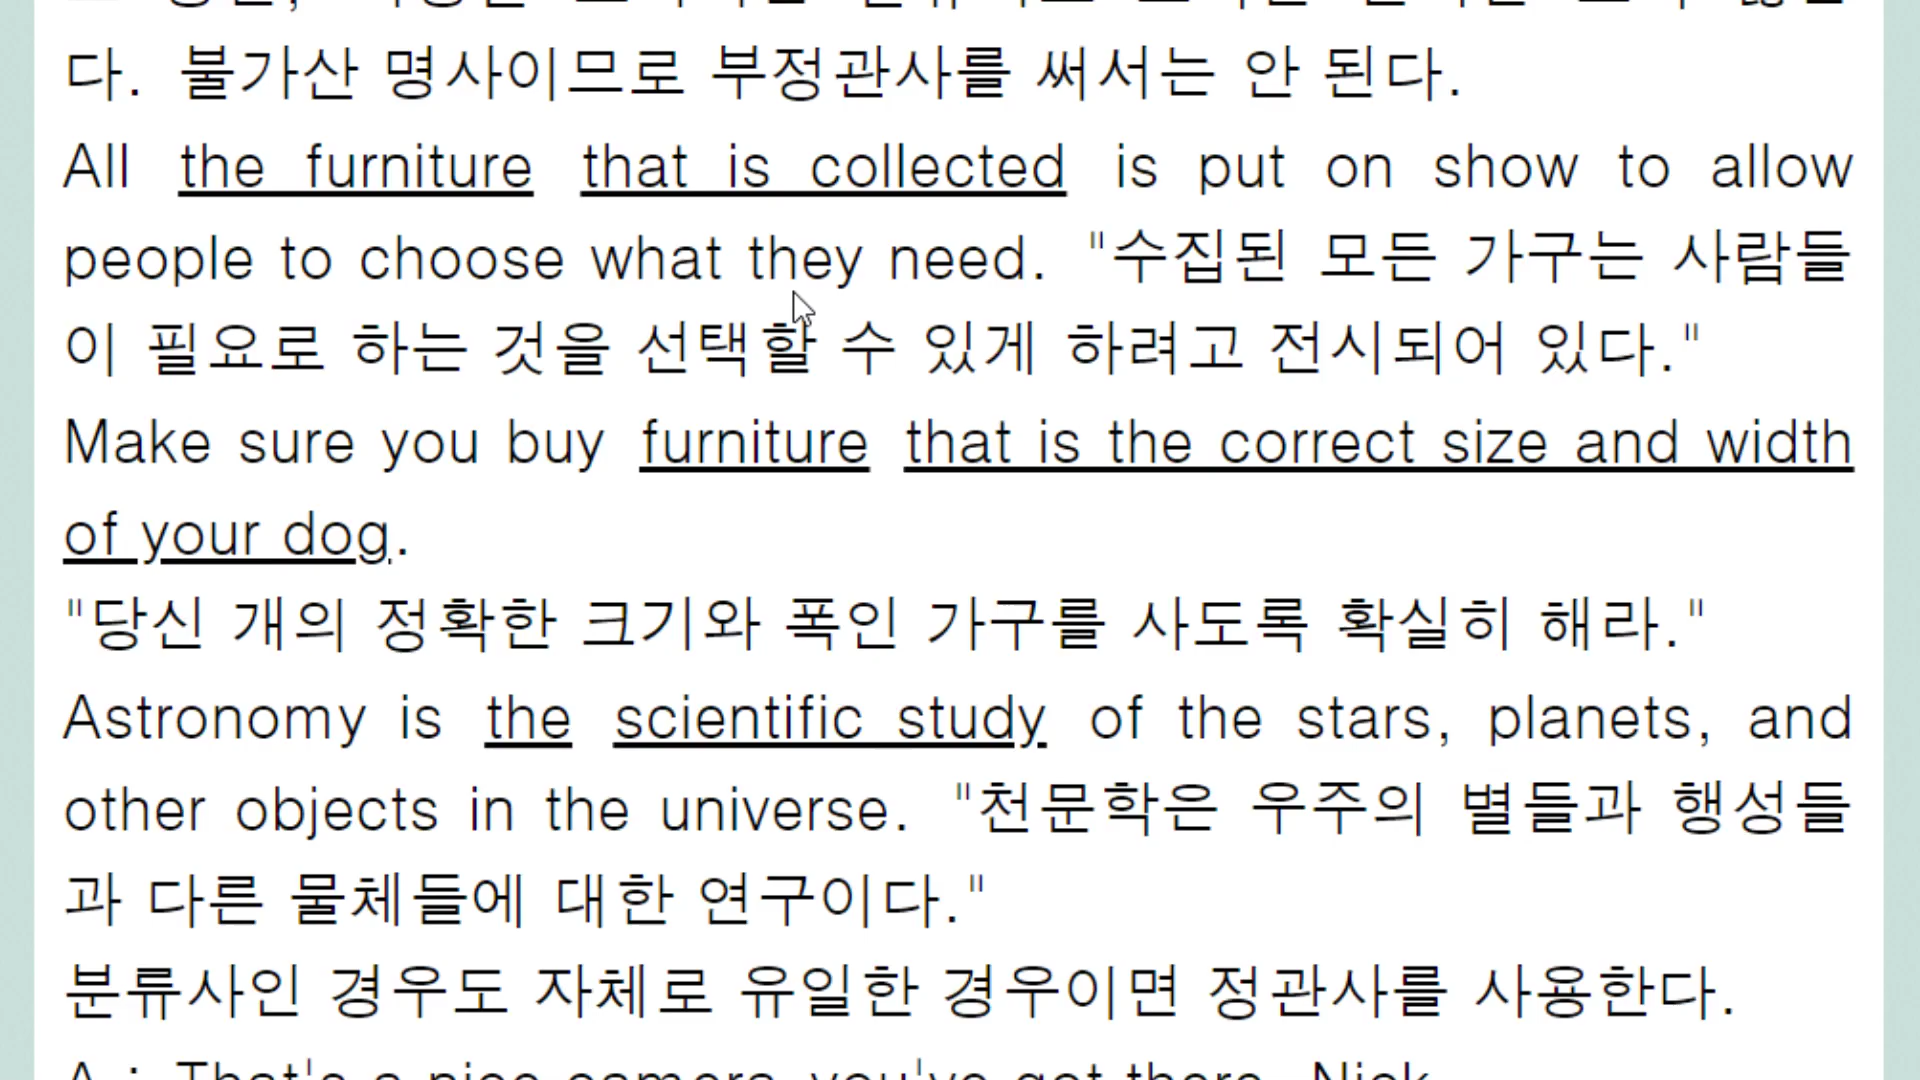 다. 불가산 명사이므로 부정관사를 써서는 안 된다.
All the furniture that is collected is put on show to allow
people to choose what they need. "수집된 모든 가구는 사람들
이 필요로 하는 것을 선택할 수 있게 하려고 전시되어 있다."
Make sure you buy furniture that is the correct size and width
of your dog.
"당신 개의 정확한 크기와 폭인 가구를 사도록 확실히 해라."
Astronomy is the scientific study of the stars, planets, and
other objects in the universe. "천문학은 우주의 별들과 행성들
과 다른 물체들에 대한 연구이다."
분류사인 경우도 자체로 유일한 경우이면 정관사를 사용한다.
A : That's a nice camera you've got there, Nick